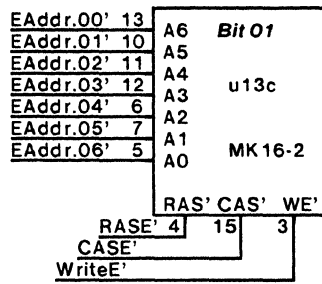 EAddr.00' 13 A6 Bit 01
EAddr.01' 10 A5
EAddr.02' 11 A4 u13c
EAddr.03' 12 A3
EAddr.04' 6 A2
EAddr.05' 7 A1 MK16-2
EAddr.06' 5 A0
RAS' CAS' WE'
RASE' 4 15 3
CASE'
WriteE'